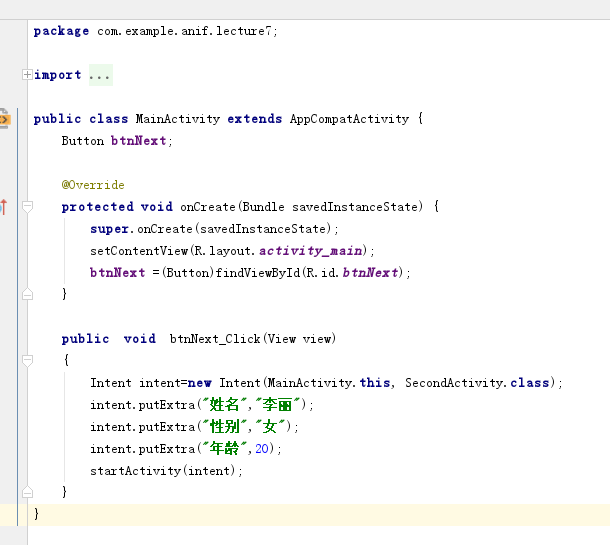 package com.example.anif.lecture7;
import ...
public class MainActivity extends AppCompatActivity {
Button btnNext;
@Override
protected void onCreate(Bundle savedInstanceState) {
super.onCreate(savedInstanceState);
setContentView(R.layout.activity_main);
btnNext =(Button)findViewById(R.id.btnNext);
}
public  void  btnNext_Click(View view)
{
Intent intent=new Intent(MainActivity.this, SecondActivity.class);
intent.putExtra("姓名","李丽");
intent.putExtra("性别","女");
intent.putExtra("年龄",20);
startActivity(intent);
}
}